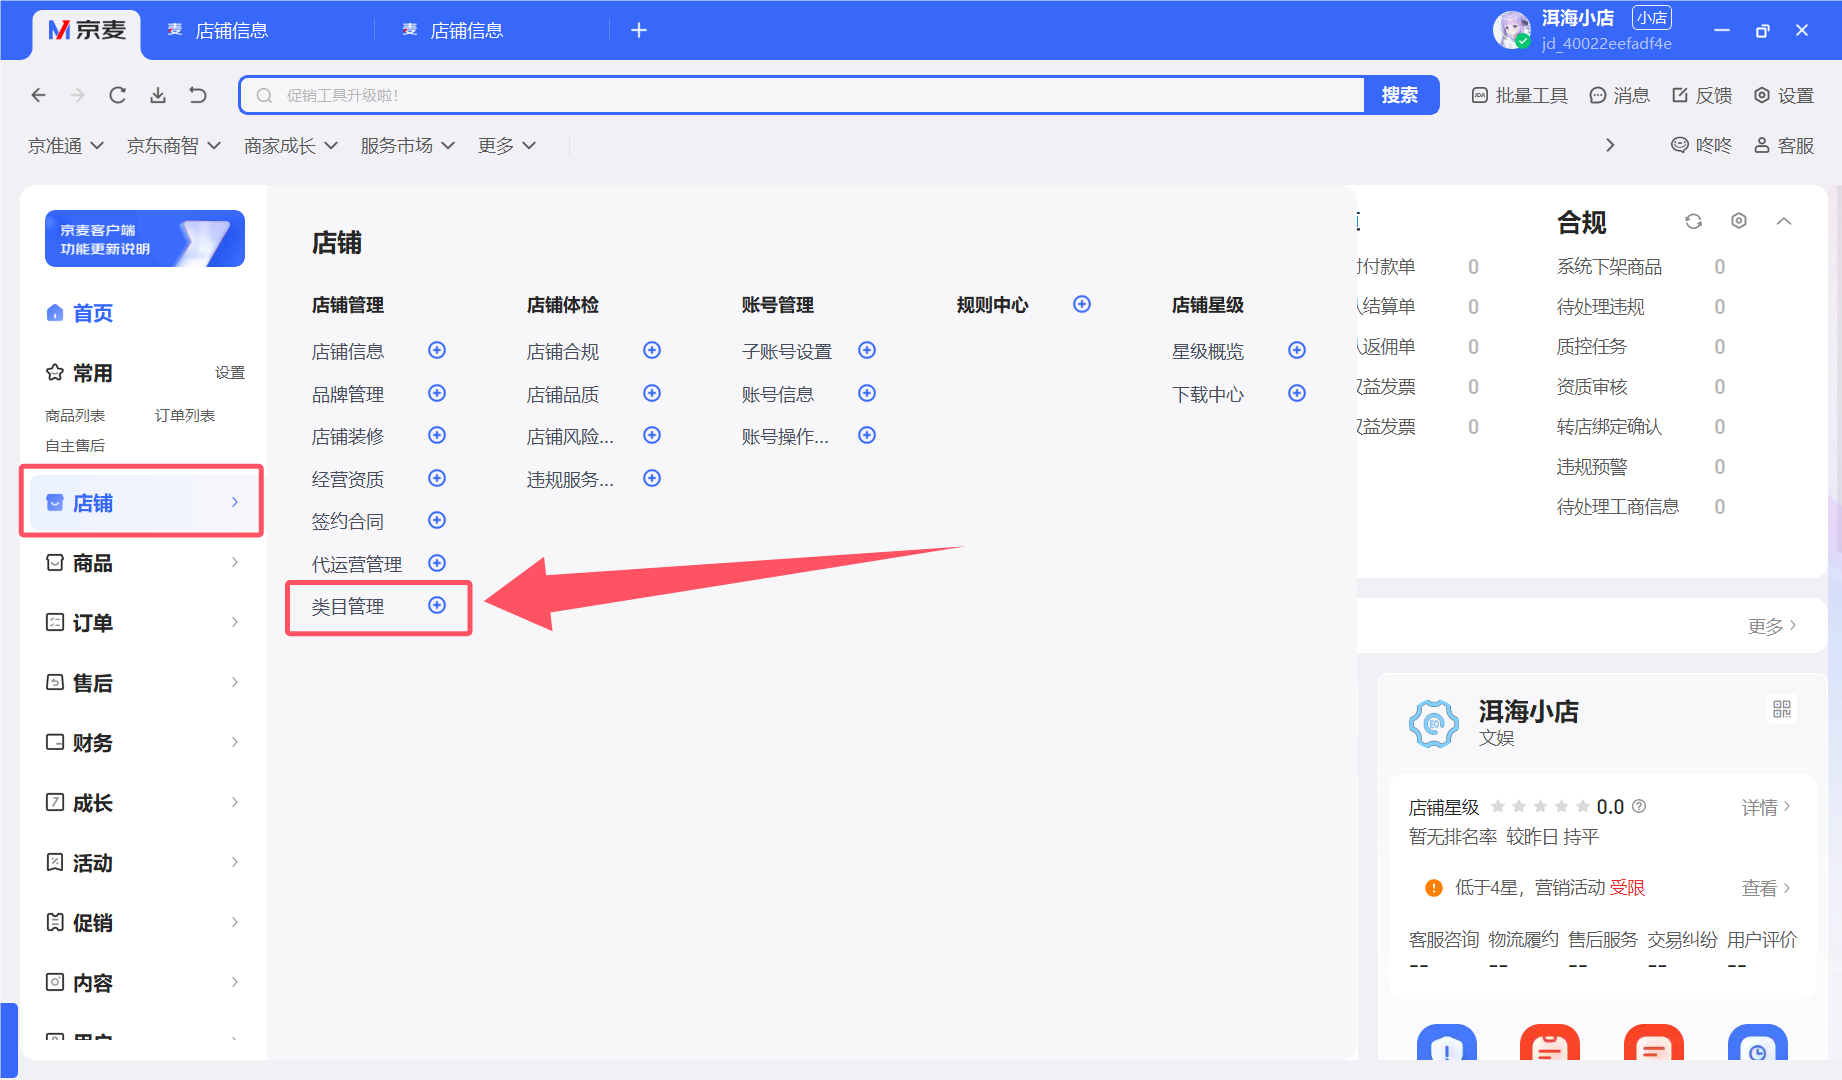 京麦
麦 店铺信息
麦 店铺信息
洱海小店 小店
jd_40022eefadf4e
促销工具升级啦!
搜索
批量工具 消息 反馈 设置
京准通 京东商智 商家成长 服务市场 更多
咚咚 客服
京麦客户端
功能更新说明
首页
常用 设置
商品列表 订单列表
自主售后
店铺
商品
订单
售后
财务
成长
活动
促销
内容
店铺
店铺管理
店铺信息
品牌管理
店铺装修
经营资质
签约合同
代运营管理
类目管理
店铺体检
店铺合规
店铺品质
店铺风险...
违规服务...
账号管理
子账号设置
账号信息
账号操作...
规则中心
店铺星级
星级概览
下载中心
付款单 0
结算单 0
返佣单 0
益发票 0
益发票 0
合规
系统下架商品 0
待处理违规 0
质控任务 0
资质审核 0
转店绑定确认 0
违规预警 0
待处理工商信息 0
更多
洱海小店
文娱
店铺星级 0.0 详情
暂无排名率 较昨日 持平
低于4星，营销活动 受限 查看
客服咨询 物流履约 售后服务 交易纠纷 用户评价
-- -- -- -- --